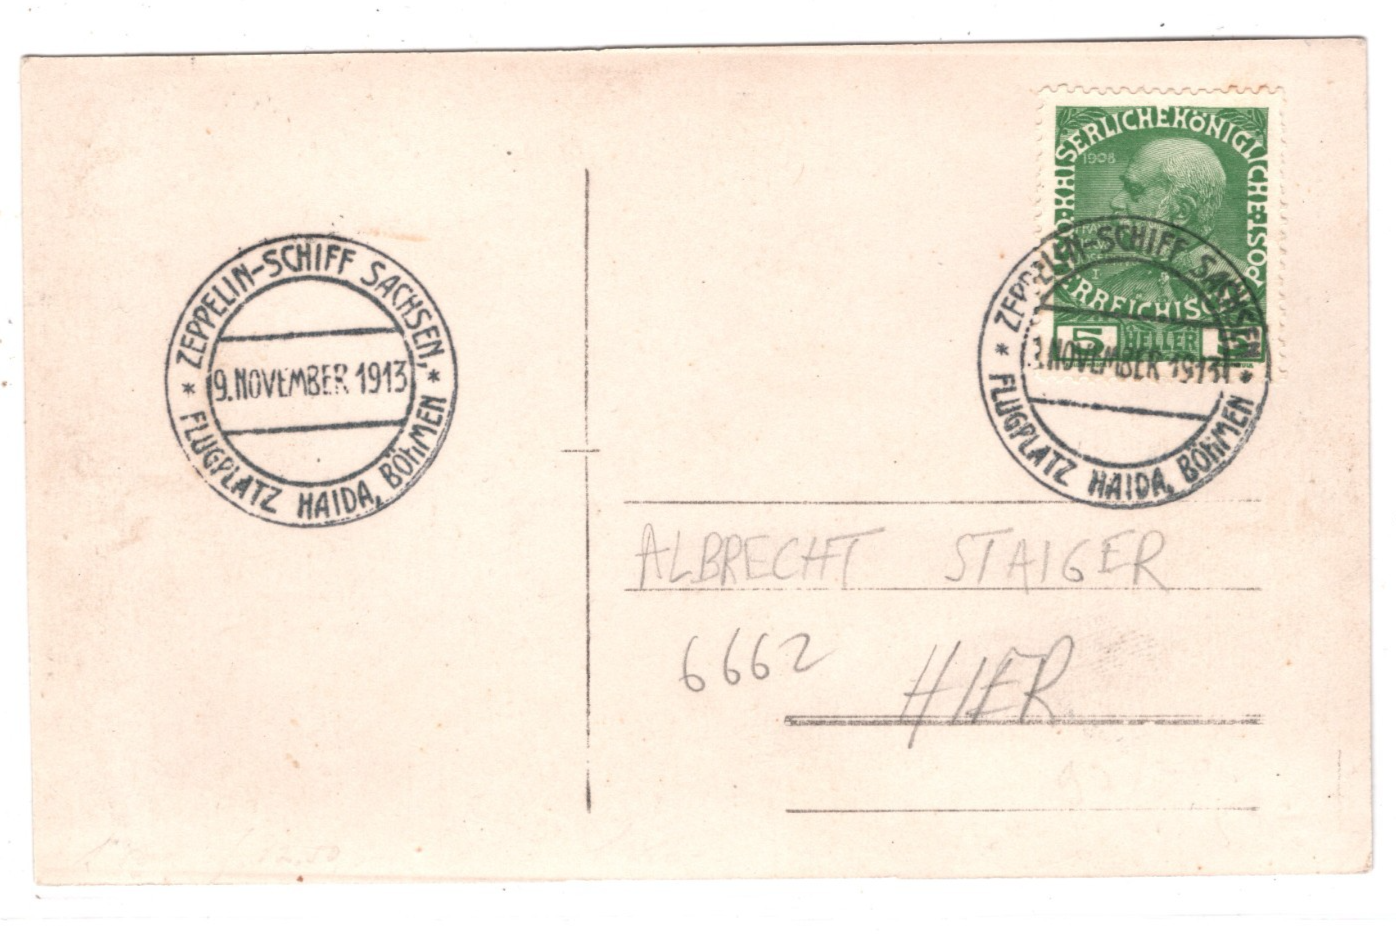 KAISERLICHE KÖNIGLICHE POST
1908
5 HELLER
* ZEPPELIN-SCHIFF SACHSEN, *
9. NOVEMBER 1913
FLUGPLATZ HAIDA, BÖHMEN
* ZEPPELIN-SCHIFF SACHSEN *
NOVEMBER 1913
FLUGPLATZ HAIDA, BÖHMEN
ALBRECHT STAIGER
6662 HIER